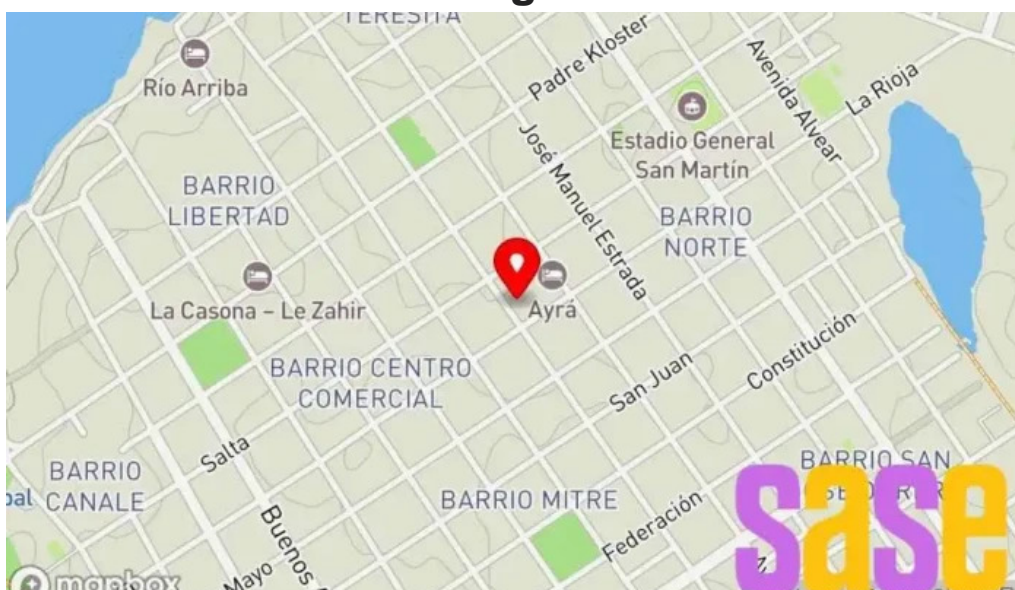 TERESITA
Padre Kloster
Avenida Alvear
La Rioja
Río Arriba
Estadio General
San Martín
José Manuel Estrada
BARRIO
LIBERTAD
BARRIO
NORTE
La Casona – Le Zahir
Ayrá
BARRIO CENTRO
COMERCIAL
San Juan
Constitución
Salta
BARRIO
CANALE
BARRIO MITRE
BARRIO SAN
Federación
Buenos
Mayo
mapbox
sase